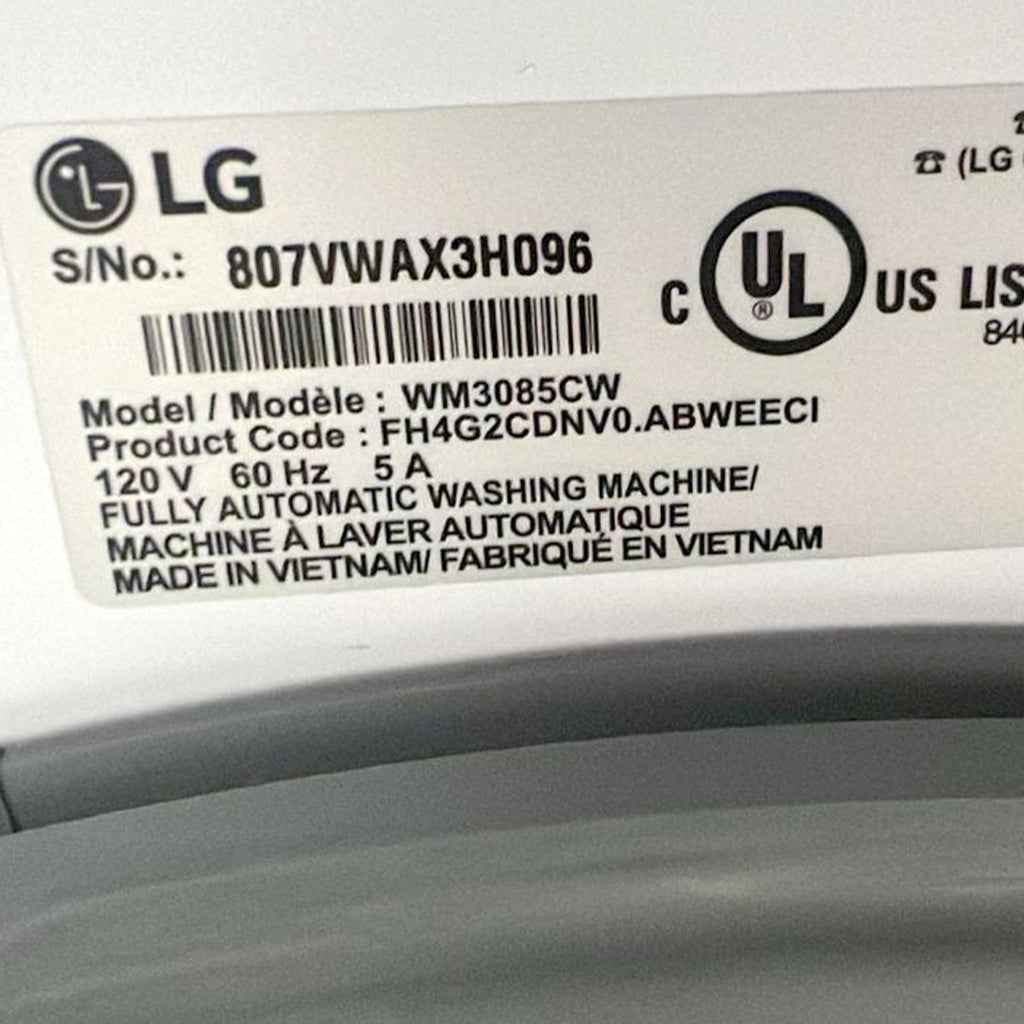 LG
S/No.: 807VWAX3H096
Model / Modèle : WM3085CW
Product Code : FH4G2CDNV0.ABWEECI
120 V 60 Hz 5 A
FULLY AUTOMATIC WASHING MACHINE/
MACHINE À LAVER AUTOMATIQUE
MADE IN VIETNAM/ FABRIQUÉ EN VIETNAM
☎ (LG
C UL ® US